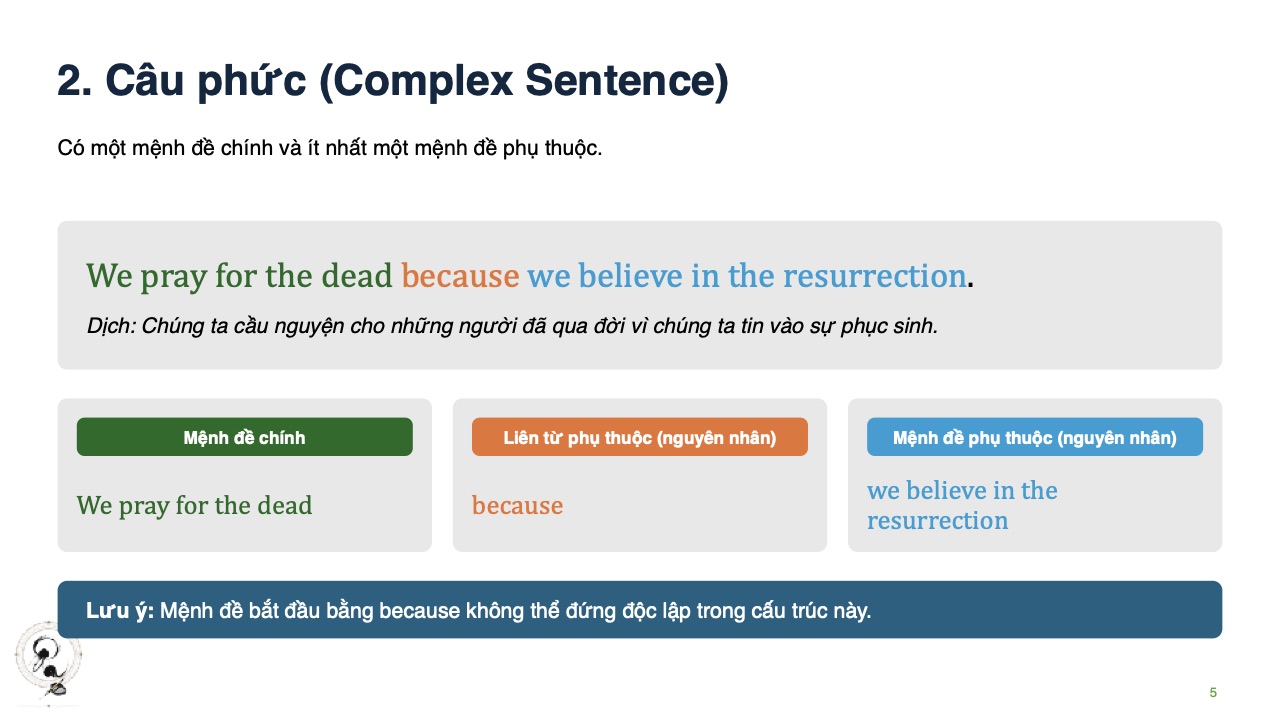 2. Câu phức (Complex Sentence)
Có một mệnh đề chính và ít nhất một mệnh đề phụ thuộc.
We pray for the dead because we believe in the resurrection.
Dịch: Chúng ta cầu nguyện cho những người đã qua đời vì chúng ta tin vào sự phục sinh.
Mệnh đề chính
We pray for the dead
Liên từ phụ thuộc (nguyên nhân)
because
Mệnh đề phụ thuộc (nguyên nhân)
we believe in the
resurrection
Lưu ý: Mệnh đề bắt đầu bằng because không thể đứng độc lập trong cấu trúc này.
5